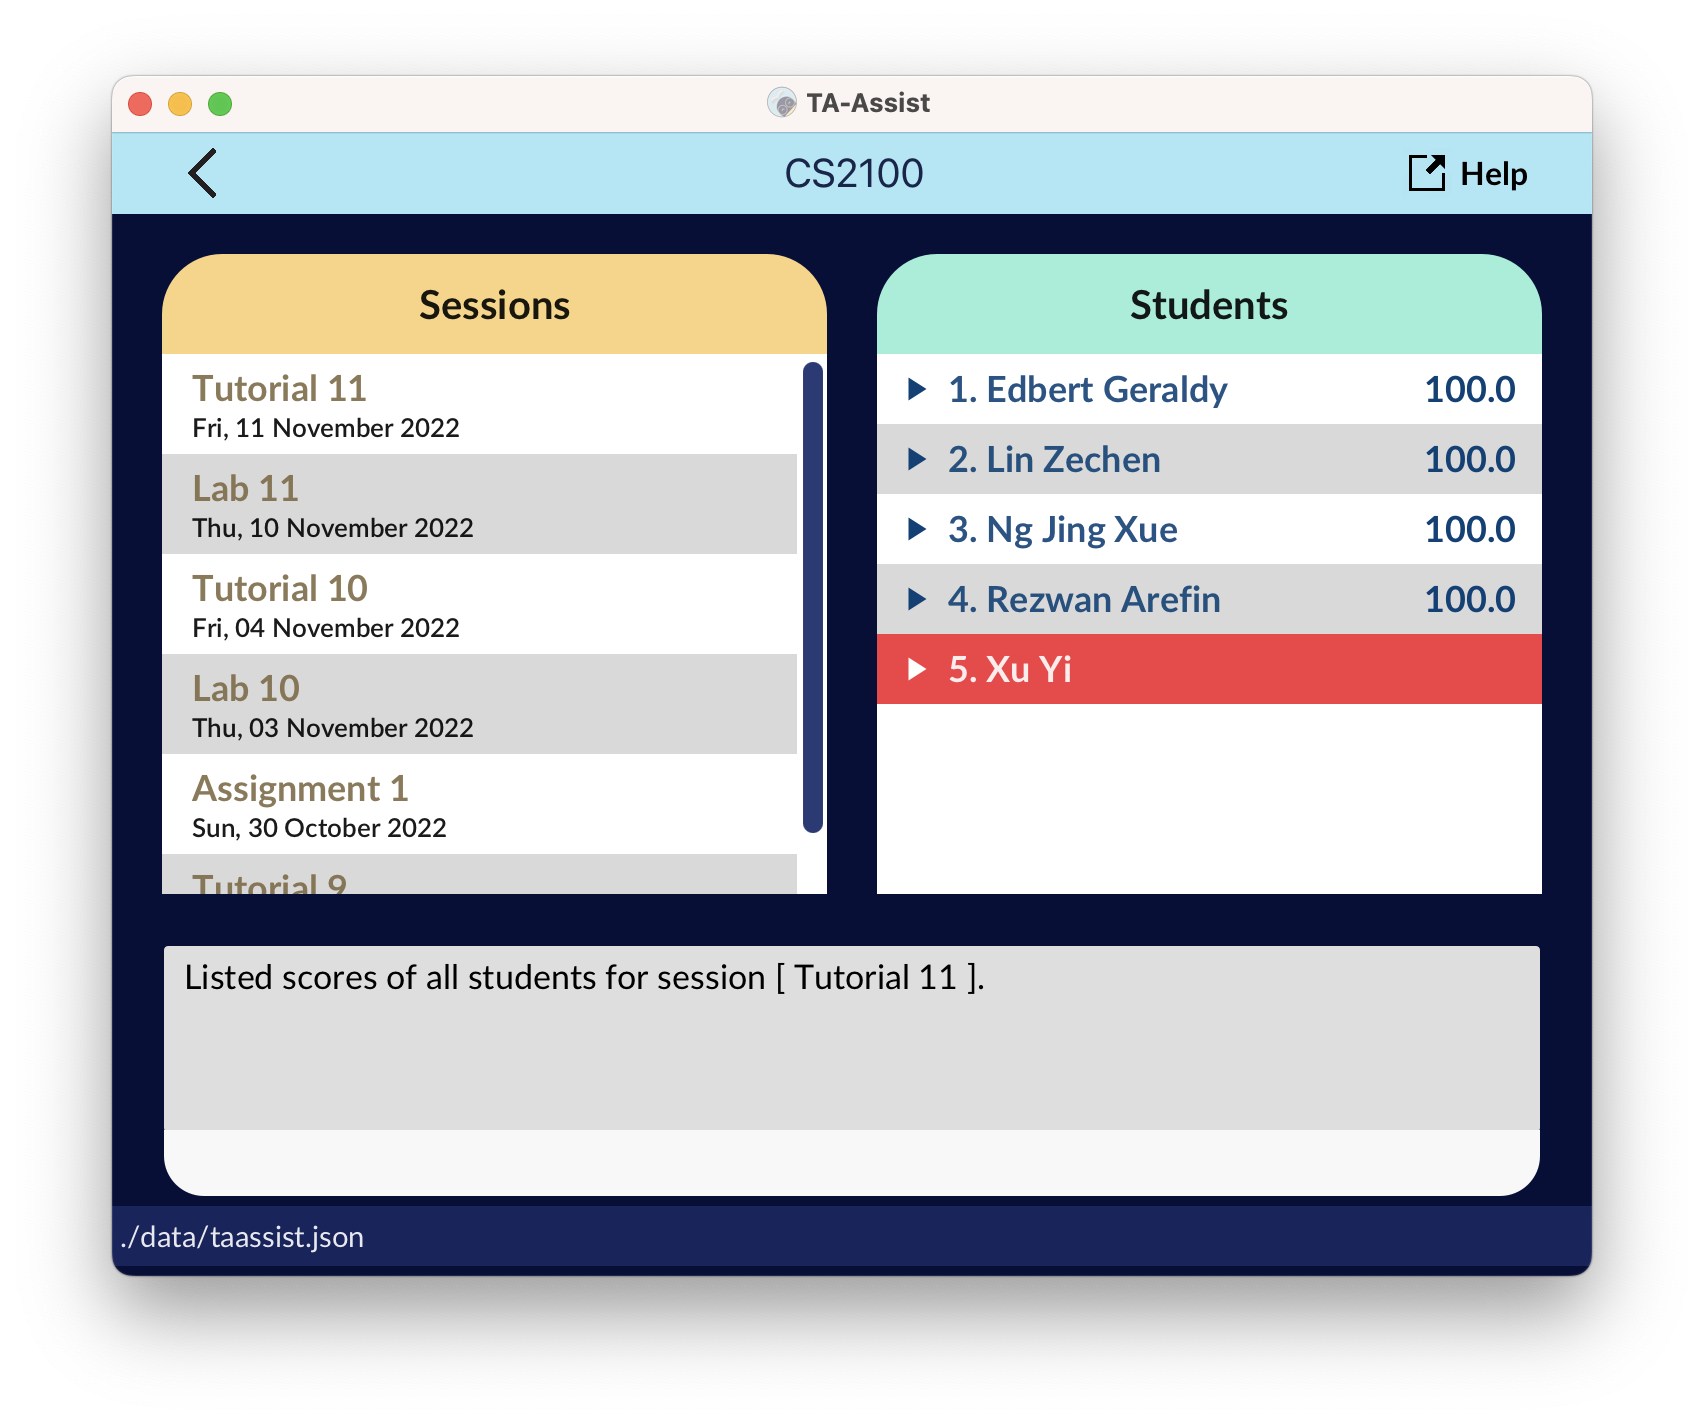 TA-Assist
CS2100
Help
Sessions
Tutorial 11
Fri, 11 November 2022
Lab 11
Thu, 10 November 2022
Tutorial 10
Fri, 04 November 2022
Lab 10
Thu, 03 November 2022
Assignment 1
Sun, 30 October 2022
Tutorial 9
Students
1. Edbert Geraldy 100.0
2. Lin Zechen 100.0
3. Ng Jing Xue 100.0
4. Rezwan Arefin 100.0
5. Xu Yi
Listed scores of all students for session [ Tutorial 11 ].
./data/taassist.json